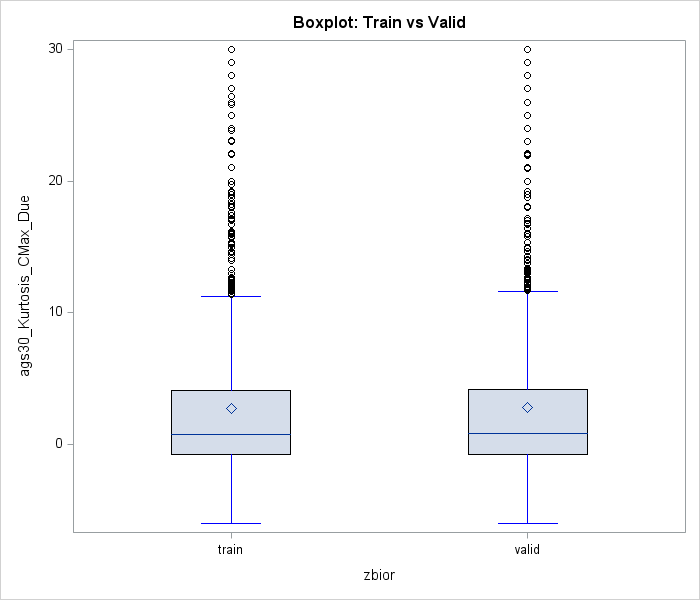 Boxplot: Train vs Valid
30
20
10
0
ags30_Kurtosis_CMax_Due
train
valid
zbior